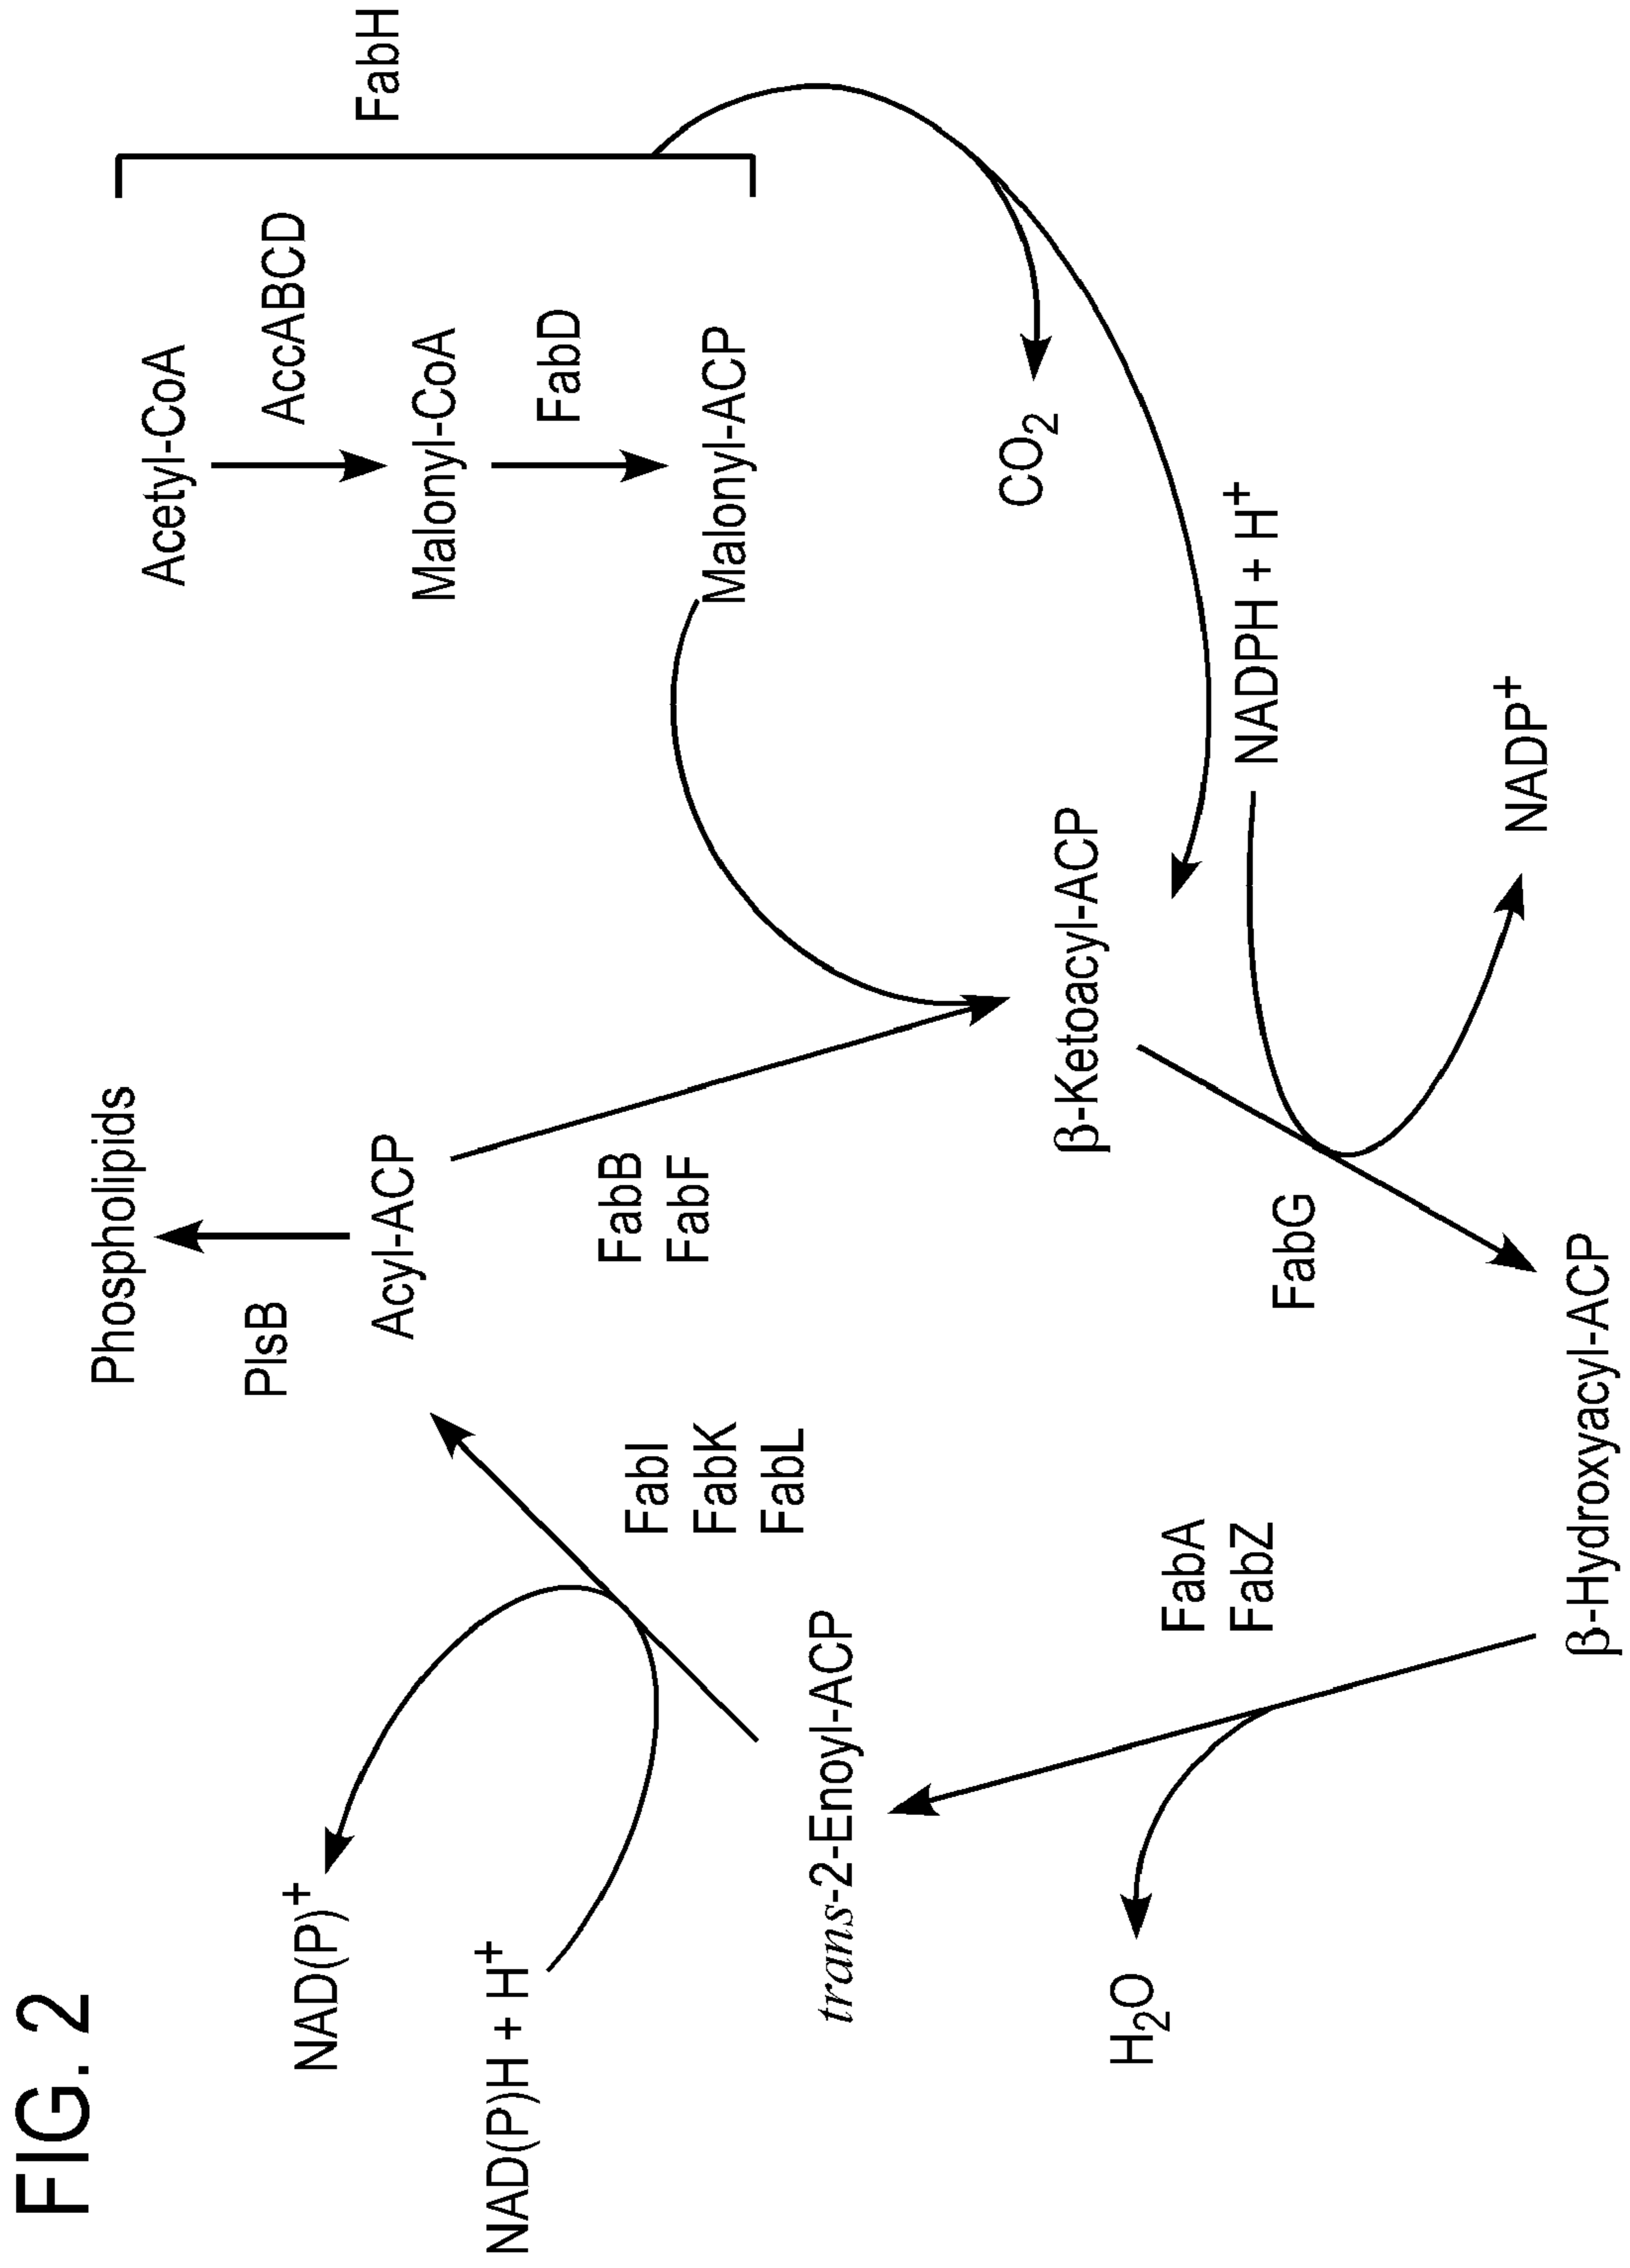 FIG. 2
Phospholipids
PlsB
Acyl-ACP
Acetyl-CoA
AccABCD
Malonyl-CoA
FabD
Malonyl-ACP
FabH
NAD(P)⁺
NAD(P)H + H⁺
FabI
FabK
FabL
FabB
FabF
trans-2-Enoyl-ACP
CO₂
β-Ketoacyl-ACP
H₂O
FabA
FabZ
FabG
NADPH + H⁺
NADP⁺
β-Hydroxyacyl-ACP